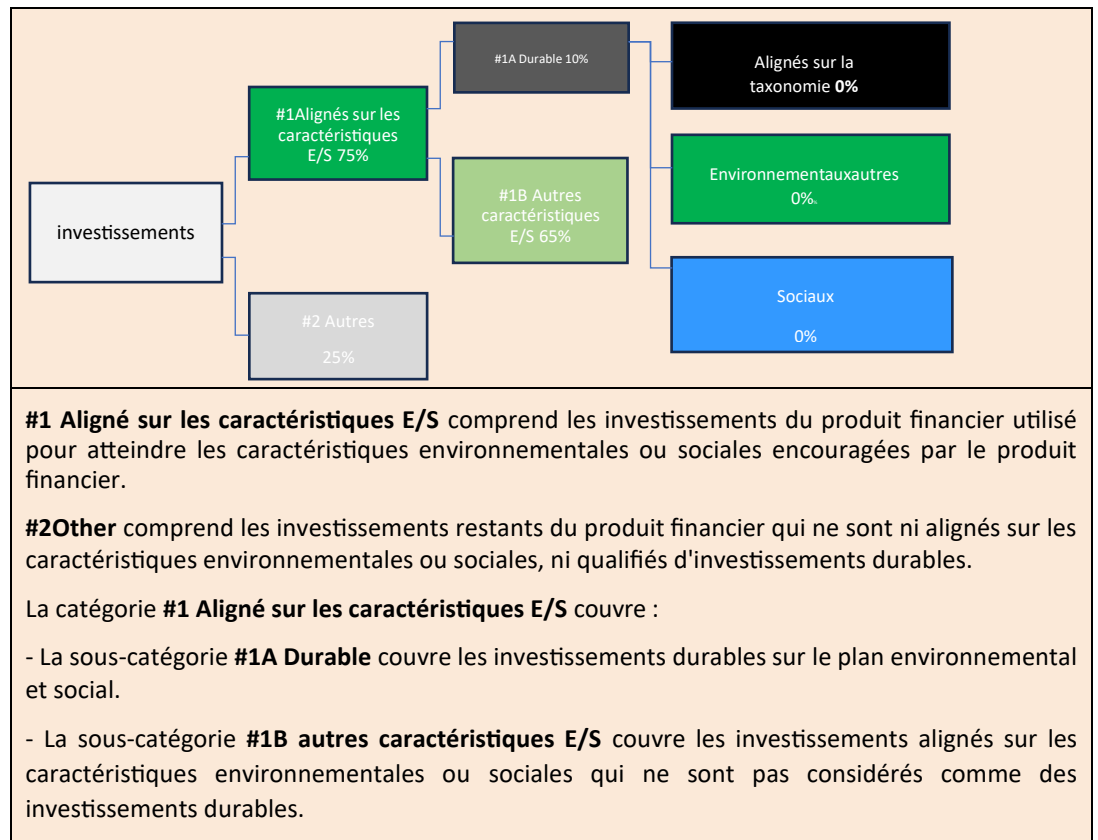 #1A Durable 10%
Alignés sur la
taxonomie 0%
#1Alignés sur les
caractéristiques
E/S 75%
Environnementauxautres
0%
#1B Autres
caractéristiques
E/S 65%
investissements
Sociaux
0%
#2 Autres
25%
#1 Aligné sur les caractéristiques E/S comprend les investissements du produit financier utilisé
pour atteindre les caractéristiques environnementales ou sociales encouragées par le produit
financier.
#2Other comprend les investissements restants du produit financier qui ne sont ni alignés sur les
caractéristiques environnementales ou sociales, ni qualifiés d'investissements durables.
La catégorie #1 Aligné sur les caractéristiques E/S couvre :
- La sous-catégorie #1A Durable couvre les investissements durables sur le plan environnemental
et social.
- La sous-catégorie #1B autres caractéristiques E/S couvre les investissements alignés sur les
caractéristiques environnementales ou sociales qui ne sont pas considérés comme des
investissements durables.